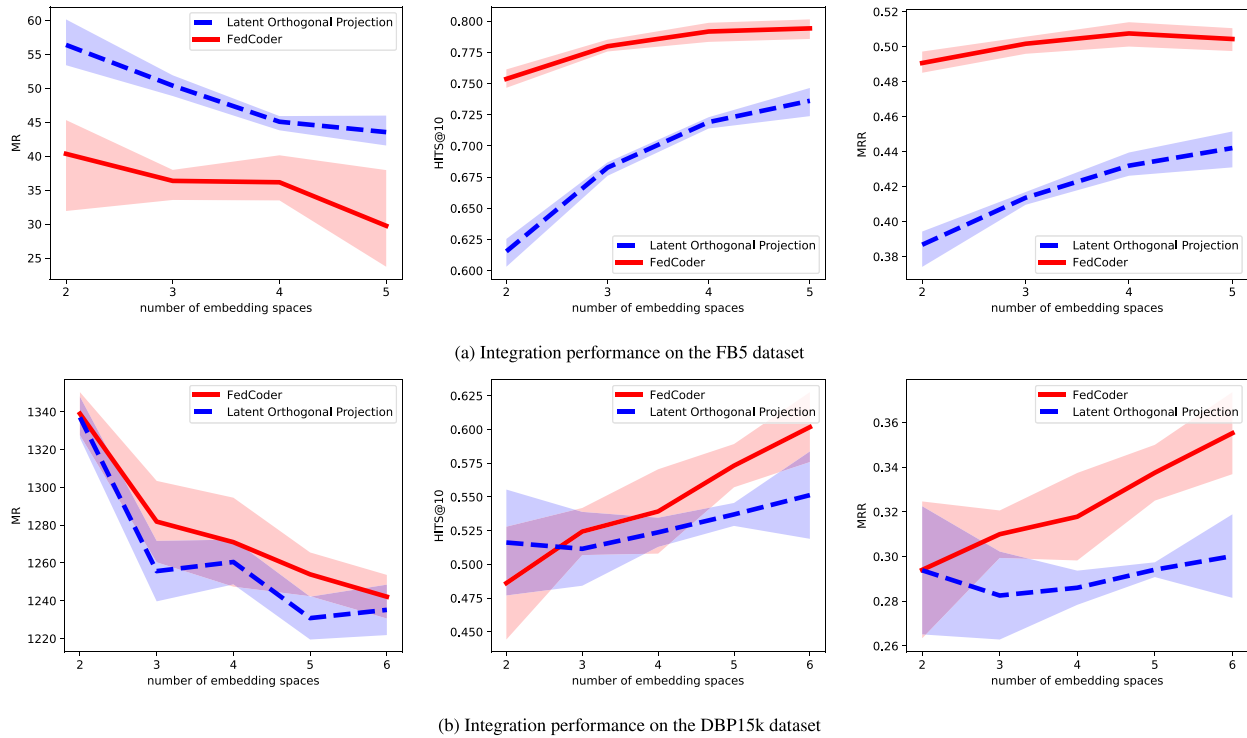 60
55
50
45
40
35
30
25
MR
2
3
4
5
number of embedding spaces
Latent Orthogonal Projection
FedCoder
0.800
0.775
0.750
0.725
0.700
0.675
0.650
0.625
0.600
HITS@10
2
3
4
5
number of embedding spaces
Latent Orthogonal Projection
FedCoder
0.52
0.50
0.48
0.46
0.44
0.42
0.40
0.38
MRR
2
3
4
5
number of embedding spaces
Latent Orthogonal Projection
FedCoder
(a) Integration performance on the FB5 dataset
1340
1320
1300
1280
1260
1240
1220
MR
2
3
4
5
6
number of embedding spaces
FedCoder
Latent Orthogonal Projection
0.625
0.600
0.575
0.550
0.525
0.500
0.475
0.450
HITS@10
2
3
4
5
6
number of embedding spaces
FedCoder
Latent Orthogonal Projection
0.36
0.34
0.32
0.30
0.28
0.26
MRR
2
3
4
5
6
number of embedding spaces
FedCoder
Latent Orthogonal Projection
(b) Integration performance on the DBP15k dataset